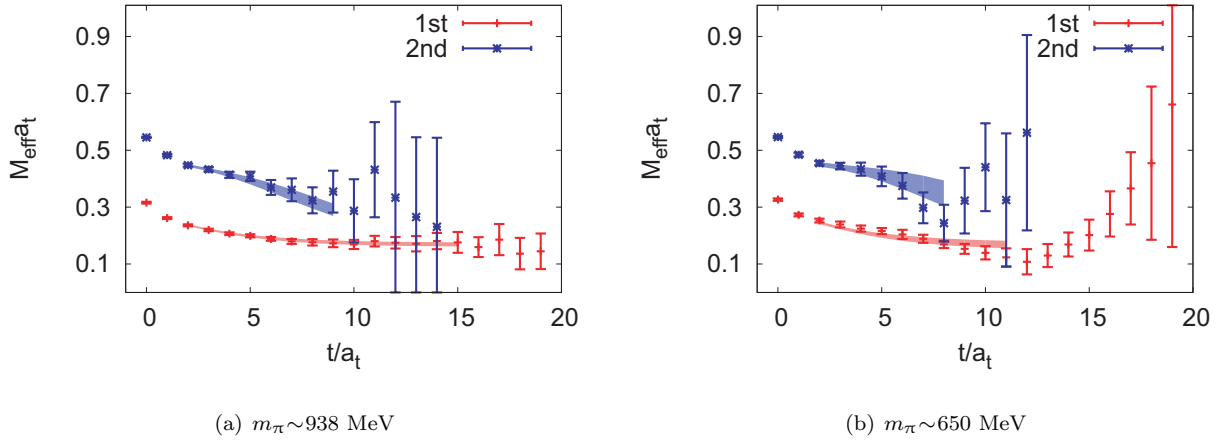 1st
2nd
0.9
0.7
0.5
0.3
0.1
M_eff a_t
0 5 10 15 20
t/a_t
(a) m_π∼938 MeV
1st
2nd
0.9
0.7
0.5
0.3
0.1
M_eff a_t
0 5 10 15 20
t/a_t
(b) m_π∼650 MeV